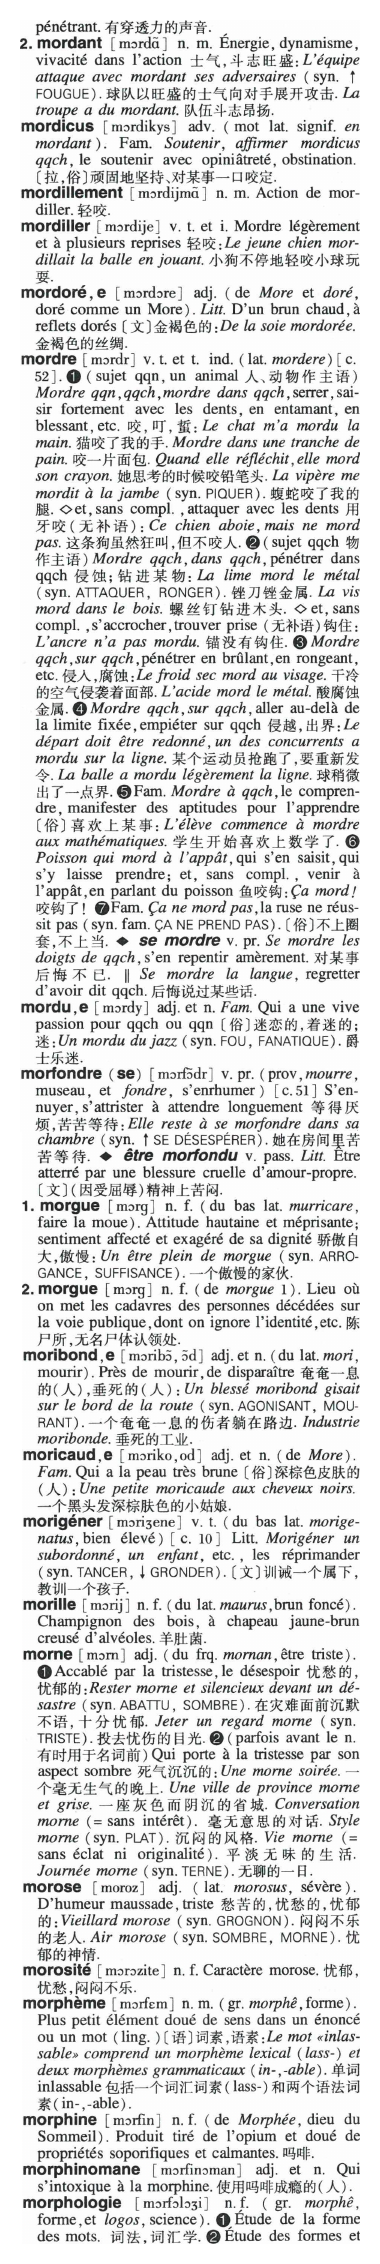 pénétrant. 有穿透力的声音.
2. mordant [mɔrdɑ̃] n. m. Énergie, dynamisme,
vivacité dans l'action 士气, 斗志旺盛: L'équipe
attaque avec mordant ses adversaires (syn. ↑
FOUGUE). 球队以旺盛的士气向对手展开攻击. La
troupe a du mordant. 队伍斗志昂扬.
mordicus [mɔrdikys] adv. (mot lat. signif. en
mordant). Fam. Soutenir, affirmer mordicus
qqch, le soutenir avec opiniâtreté, obstination.
〔拉, 俗〕顽固地坚持、对某事一口咬定.
mordillement [mɔrdijmɑ̃] n. m. Action de mor-
diller. 轻咬.
mordiller [mɔrdije] v. t. et i. Mordre légèrement
et à plusieurs reprises 轻咬: Le jeune chien mor-
dillait la balle en jouant. 小狗不停地轻咬小球玩
耍.
mordoré, e [mɔrdɔre] adj. (de More et doré,
doré comme un More). Litt. D'un brun chaud, à
reflets dorés〔文〕金褐色的: De la soie mordorée.
金褐色的丝绸.
mordre [mɔrdr] v. t. et t. ind. (lat. mordere) [c.
52]. ❶ (sujet qqn, un animal 人、动物作主语)
Mordre qqn, qqch, mordre dans qqch, serrer, sai-
sir fortement avec les dents, en entamant, en
blessant, etc. 咬, 叮, 蜇: Le chat m'a mordu la
main. 猫咬了我的手. Mordre dans une tranche de
pain. 咬一片面包. Quand elle réfléchit, elle mord
son crayon. 她思考的时候咬铅笔头. La vipère me
mordit à la jambe (syn. PIQUER). 蝮蛇咬了我的
腿. ◇et, sans compl., attaquer avec les dents 用
牙咬(无补语): Ce chien aboie, mais ne mord
pas. 这条狗虽然狂叫, 但不咬人. ❷ (sujet qqch 物
作主语) Mordre qqch, dans qqch, pénétrer dans
qqch 侵蚀; 钻进某物: La lime mord le métal
(syn. ATTAQUER, RONGER). 锉刀锉金属. La vis
mord dans le bois. 螺丝钉钻进木头. ◇et, sans
compl., s'accrocher, trouver prise (无补语)钩住:
L'ancre n'a pas mordu. 锚没有钩住. ❸ Mordre
qqch, sur qqch, pénétrer en brûlant, en rongeant,
etc. 侵入, 腐蚀: Le froid sec mord au visage. 干冷
的空气侵袭着面部. L'acide mord le métal. 酸腐蚀
金属. ❹ Mordre qqch, sur qqch, aller au-delà de
la limite fixée, empiéter sur qqch 侵越, 出界: Le
départ doit être redonné, un des concurrents a
mordu sur la ligne. 某个运动员抢跑了, 要重新发
令. La balle a mordu légèrement la ligne. 球稍微
出了一点界. ❺ Fam. Mordre à qqch, le compren-
dre, manifester des aptitudes pour l'apprendre
〔俗〕喜欢上某事: L'élève commence à mordre
aux mathématiques. 学生开始喜欢上数学了. ❻
Poisson qui mord à l'appât, qui s'en saisit, qui
s'y laisse prendre; et, sans compl., venir à
l'appât, en parlant du poisson 鱼咬钩: Ça mord!
咬钩了! ❼ Fam. Ça ne mord pas, la ruse ne réus-
sit pas (syn. fam. ÇA NE PREND PAS). 〔俗〕不上圈
套, 不上当. ◆ se mordre v. pr. Se mordre les
doigts de qqch, s'en repentir amèrement. 对某事
后悔不已. ‖ Se mordre la langue, regretter
d'avoir dit qqch. 后悔说过某些话.
mordu, e [mɔrdy] adj. et n. Fam. Qui a une vive
passion pour qqch ou qqn〔俗〕迷恋的, 着迷的;
迷: Un mordu du jazz (syn. FOU, FANATIQUE). 爵
士乐迷.
morfondre (se) [mɔrfɔ̃dr] v. pr. (prov, mourre,
museau, et fondre, s'enrhumer) [c. 51] S'en-
nuyer, s'attrister à attendre longuement 等得厌
烦, 苦苦等待: Elle reste à se morfondre dans sa
chambre (syn. ↑ SE DÉSESPÉRER). 她在房间里苦
苦等待. ◆ être morfondu v. pass. Litt. Être
atterré par une blessure cruelle d'amour-propre.
〔文〕(因受屈辱)精神上苦闷.
1. morgue [mɔrg] n. f. (du bas lat. murricare,
faire la moue). Attitude hautaine et méprisante;
sentiment affecté et exagéré de sa dignité 骄傲自
大, 傲慢: Un être plein de morgue (syn. ARRO-
GANCE, SUFFISANCE). 一个傲慢的家伙.
2. morgue [mɔrg] n. f. (de morgue 1). Lieu où
on met les cadavres des personnes décédées sur
la voie publique, dont on ignore l'identité, etc. 陈
尸所, 无名尸体认领处.
moribond, e [mɔribɔ̃, ɔ̃d] adj. et n. (du lat. mori,
mourir). Près de mourir, de disparaître 奄奄一息
的(人), 垂死的(人): Un blessé moribond gisait
sur le bord de la route (syn. AGONISANT, MOU-
RANT). 一个奄奄一息的伤者躺在路边. Industrie
moribonde. 垂死的工业.
moricaud, e [mɔriko, od] adj. et n. (de More).
Fam. Qui a la peau très brune〔俗〕深棕色皮肤的
(人): Une petite moricaude aux cheveux noirs.
一个黑头发深棕肤色的小姑娘.
morigéner [mɔriʒene] v. t. (du bas lat. morige-
natus, bien élevé) [c. 10] Litt. Morigéner un
subordonné, un enfant, etc., les réprimander
(syn. TANCER, ↓ GRONDER). 〔文〕训诫一个属下,
教训一个孩子.
morille [mɔrij] n. f. (du lat. maurus, brun foncé).
Champignon des bois, à chapeau jaune-brun
creusé d'alvéoles. 羊肚菌.
morne [mɔrn] adj. (du frq. mornan, être triste).
❶ Accablé par la tristesse, le désespoir 忧愁的,
忧郁的: Rester morne et silencieux devant un dé-
sastre (syn. ABATTU, SOMBRE). 在灾难面前沉默
不语, 十分忧郁. Jeter un regard morne (syn.
TRISTE). 投去忧伤的目光. ❷ (parfois avant le n.
有时用于名词前) Qui porte à la tristesse par son
aspect sombre 死气沉沉的: Une morne soirée. 一
个毫无生气的晚上. Une ville de province morne
et grise. 一座灰色而阴沉的省城. Conversation
morne (= sans intérêt). 毫无意思的对话. Style
morne (syn. PLAT). 沉闷的风格. Vie morne (=
sans éclat ni originalité). 平淡无味的生活.
Journée morne (syn. TERNE). 无聊的一日.
morose [moroz] adj. (lat. morosus, sévère).
D'humeur maussade, triste 愁苦的, 忧愁的, 忧郁
的: Vieillard morose (syn. GROGNON). 闷闷不乐
的老人. Air morose (syn. SOMBRE, MORNE). 忧
郁的神情.
morosité [mɔrozite] n. f. Caractère morose. 忧郁,
忧愁, 闷闷不乐.
morphème [mɔrfɛm] n. m. (gr. morphê, forme).
Plus petit élément doué de sens dans un énoncé
ou un mot (ling.)〔语〕词素, 语素: Le mot «inlas-
sable» comprend un morphème lexical (lass-) et
deux morphèmes grammaticaux (in-, -able). 单词
inlassable 包括一个词汇词素(lass-)和两个语法词
素(in-, -able).
morphine [mɔrfin] n. f. (de Morphée, dieu du
Sommeil). Produit tiré de l'opium et doué de
propriétés soporifiques et calmantes. 吗啡.
morphinomane [mɔrfinɔman] adj. et n. Qui
s'intoxique à la morphine. 使用吗啡成瘾的(人).
morphologie [mɔrfɔlɔʒi] n. f. (gr. morphê,
forme, et logos, science). ❶ Étude de la forme
des mots. 词法, 词汇学. ❷ Étude des formes et